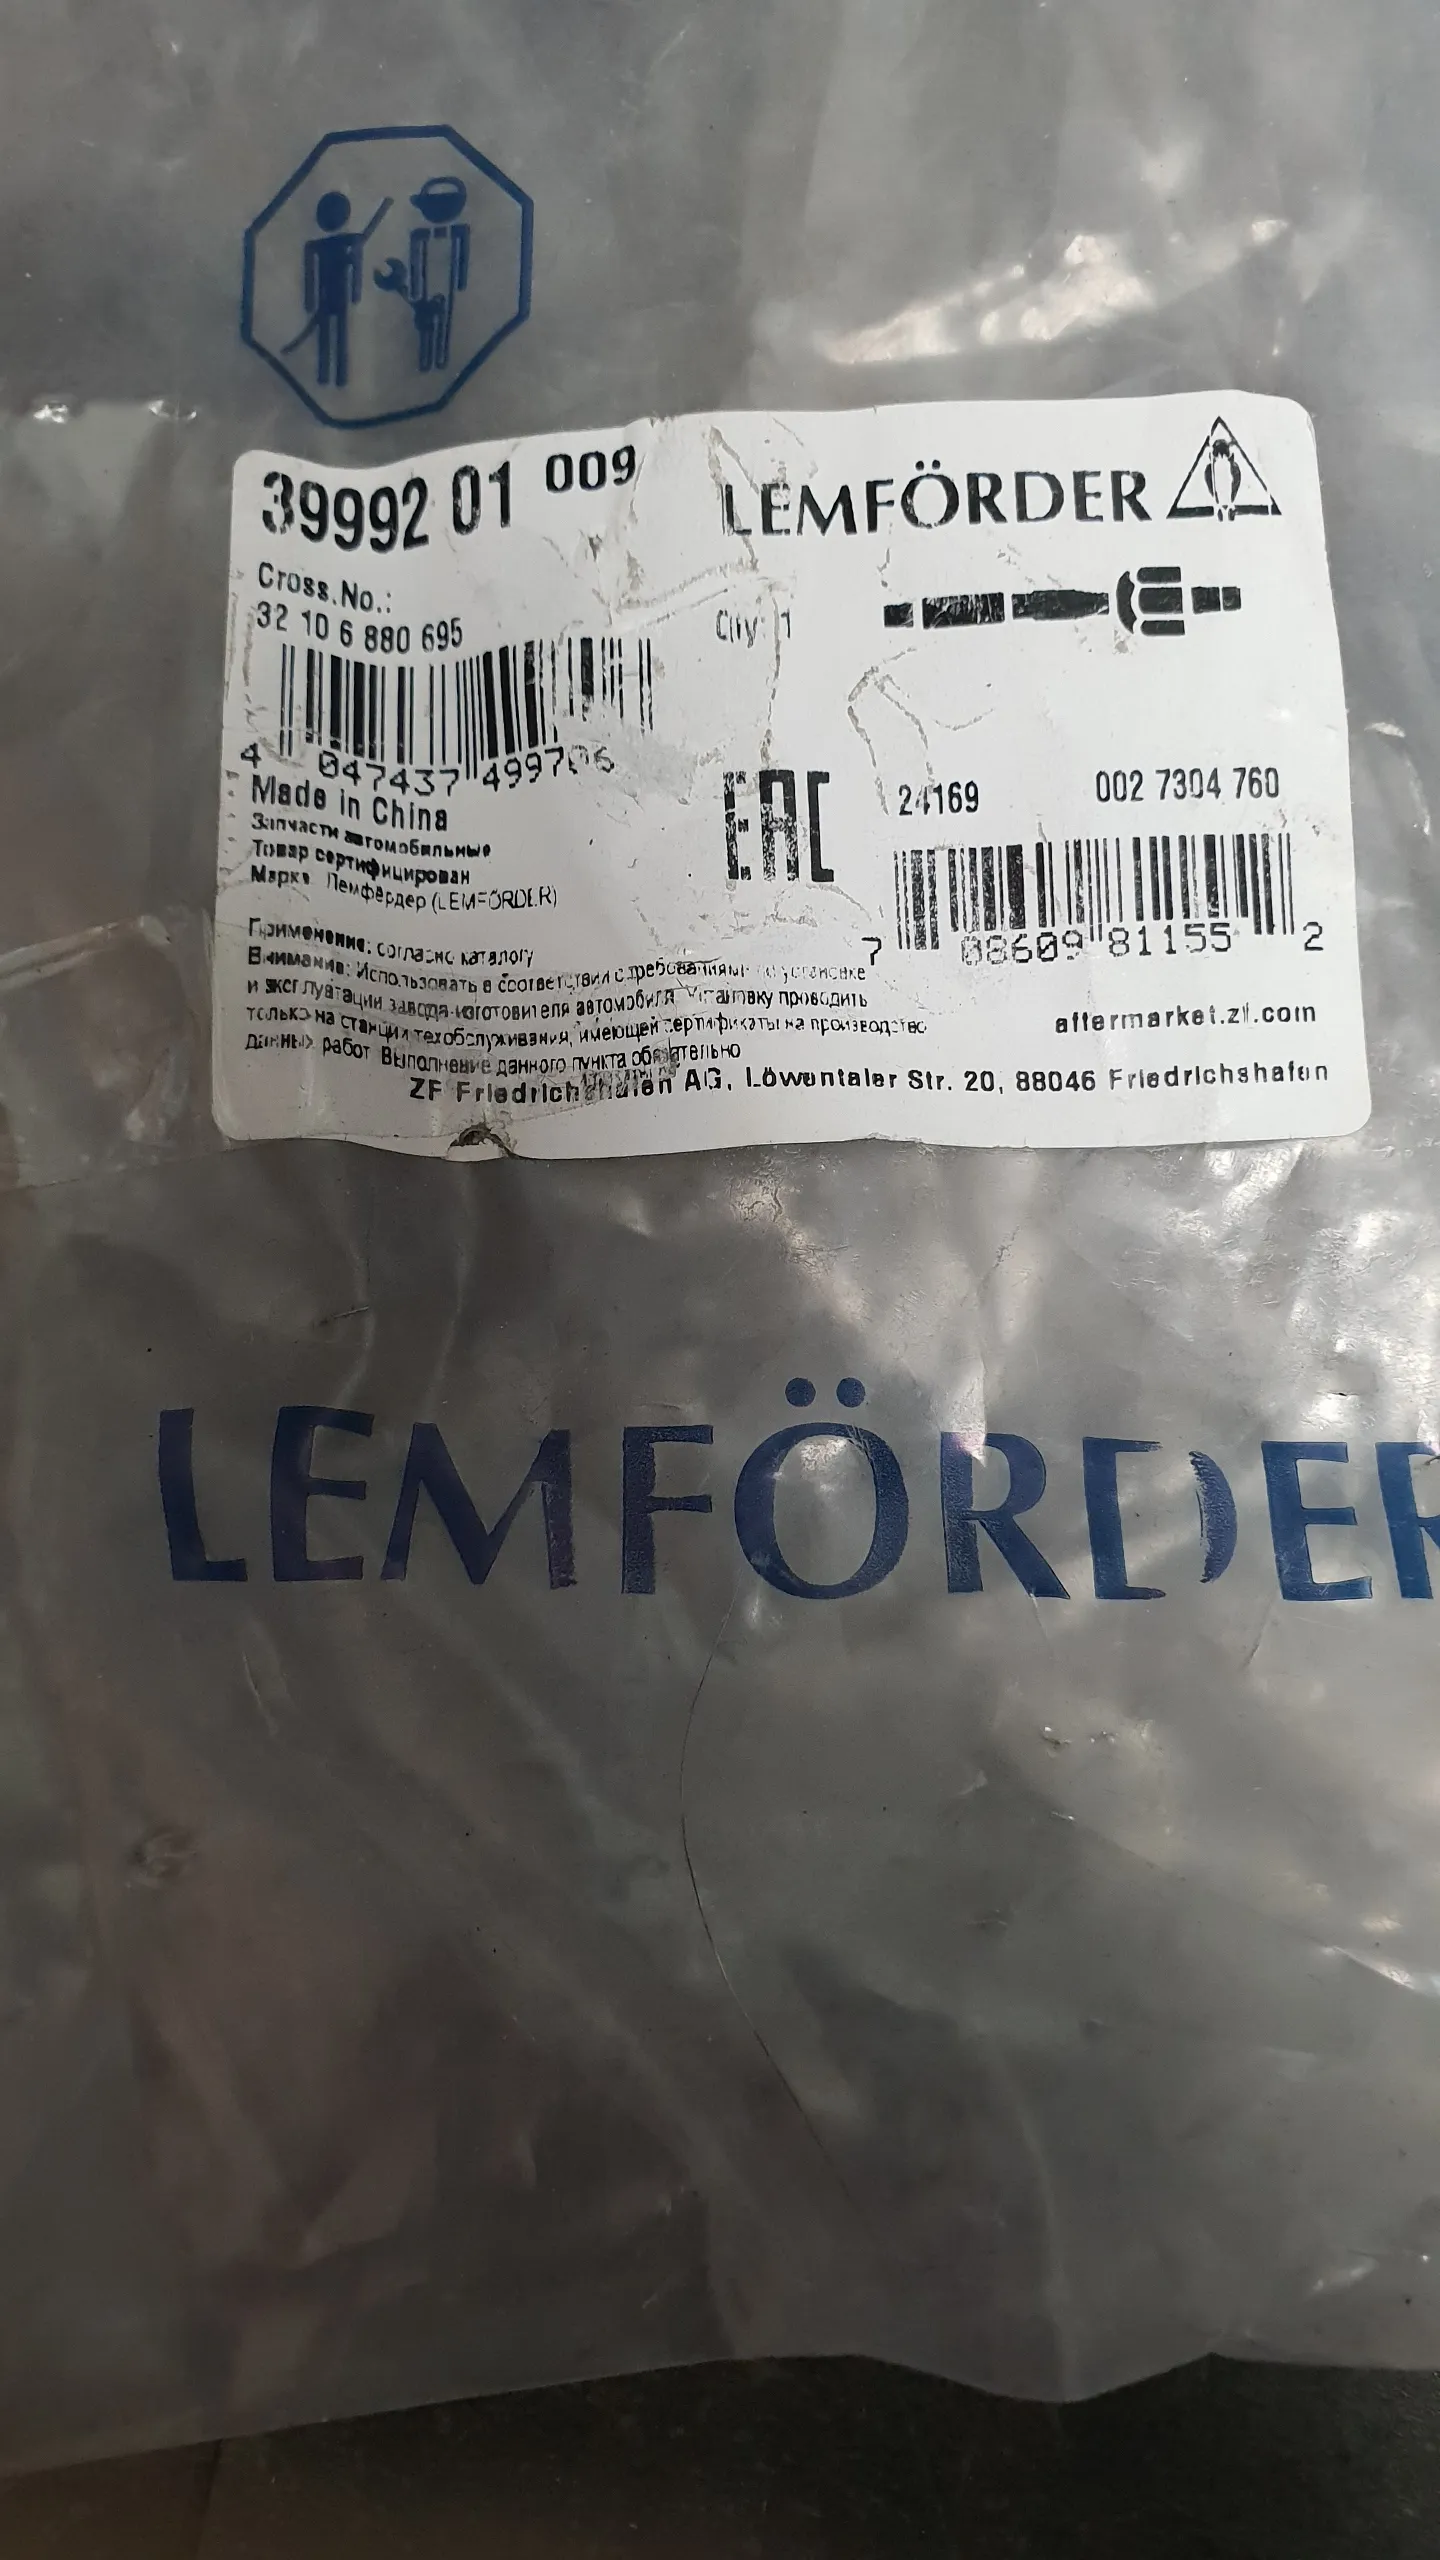 39992 01 009
LEMFÖRDER
Cross.No.:
32 10 6 880 695
Qty: 1
4 047437 499706
Made in China
Запчасти автомобильные
Товар сертифицирован
Марка Лемфёрдер (LEMFÖRDER)
EAC
24169 002 7304 760
7 08609 81155 2
Применение: согласно каталогу
Внимание: Использовать в соответствии с требованиями по установке
и эксплуатации завода-изготовителя автомобиля. Установку проводить
только на станции техобслуживания, имеющей сертификаты на производство
данных работ. Выполнение данного пункта обязательно
aftermarket.zf.com
ZF Friedrichshafen AG, Löwentaler Str. 20, 88046 Friedrichshafen
LEMFÖRDER